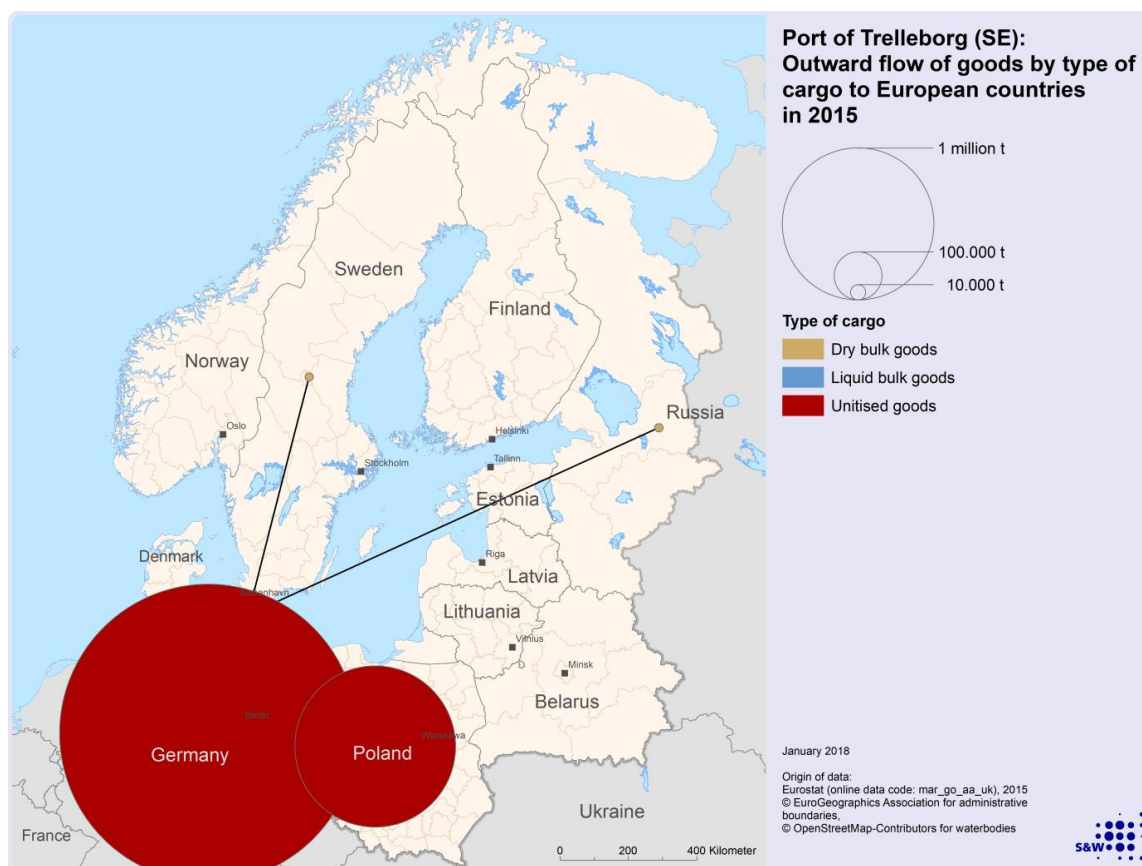 Port of Trelleborg (SE):
Outward flow of goods by type of
cargo to European countries
in 2015
1 million t
100.000 t
10.000 t
Type of cargo
Dry bulk goods
Liquid bulk goods
Unitised goods
Sweden
Finland
Norway
Russia
Oslo
Helsinki
Stockholm
Tallinn
Estonia
Denmark
Riga
Latvia
København
Lithuania
Vilnius
Minsk
Belarus
Berlin
Warszawa
Germany
Poland
Ukraine
France
0 200 400 Kilometer
January 2018
Origin of data:
Eurostat (online data code: mar_go_aa_uk), 2015
© EuroGeographics Association for administrative
boundaries,
© OpenStreetMap-Contributors for waterbodies
S&W